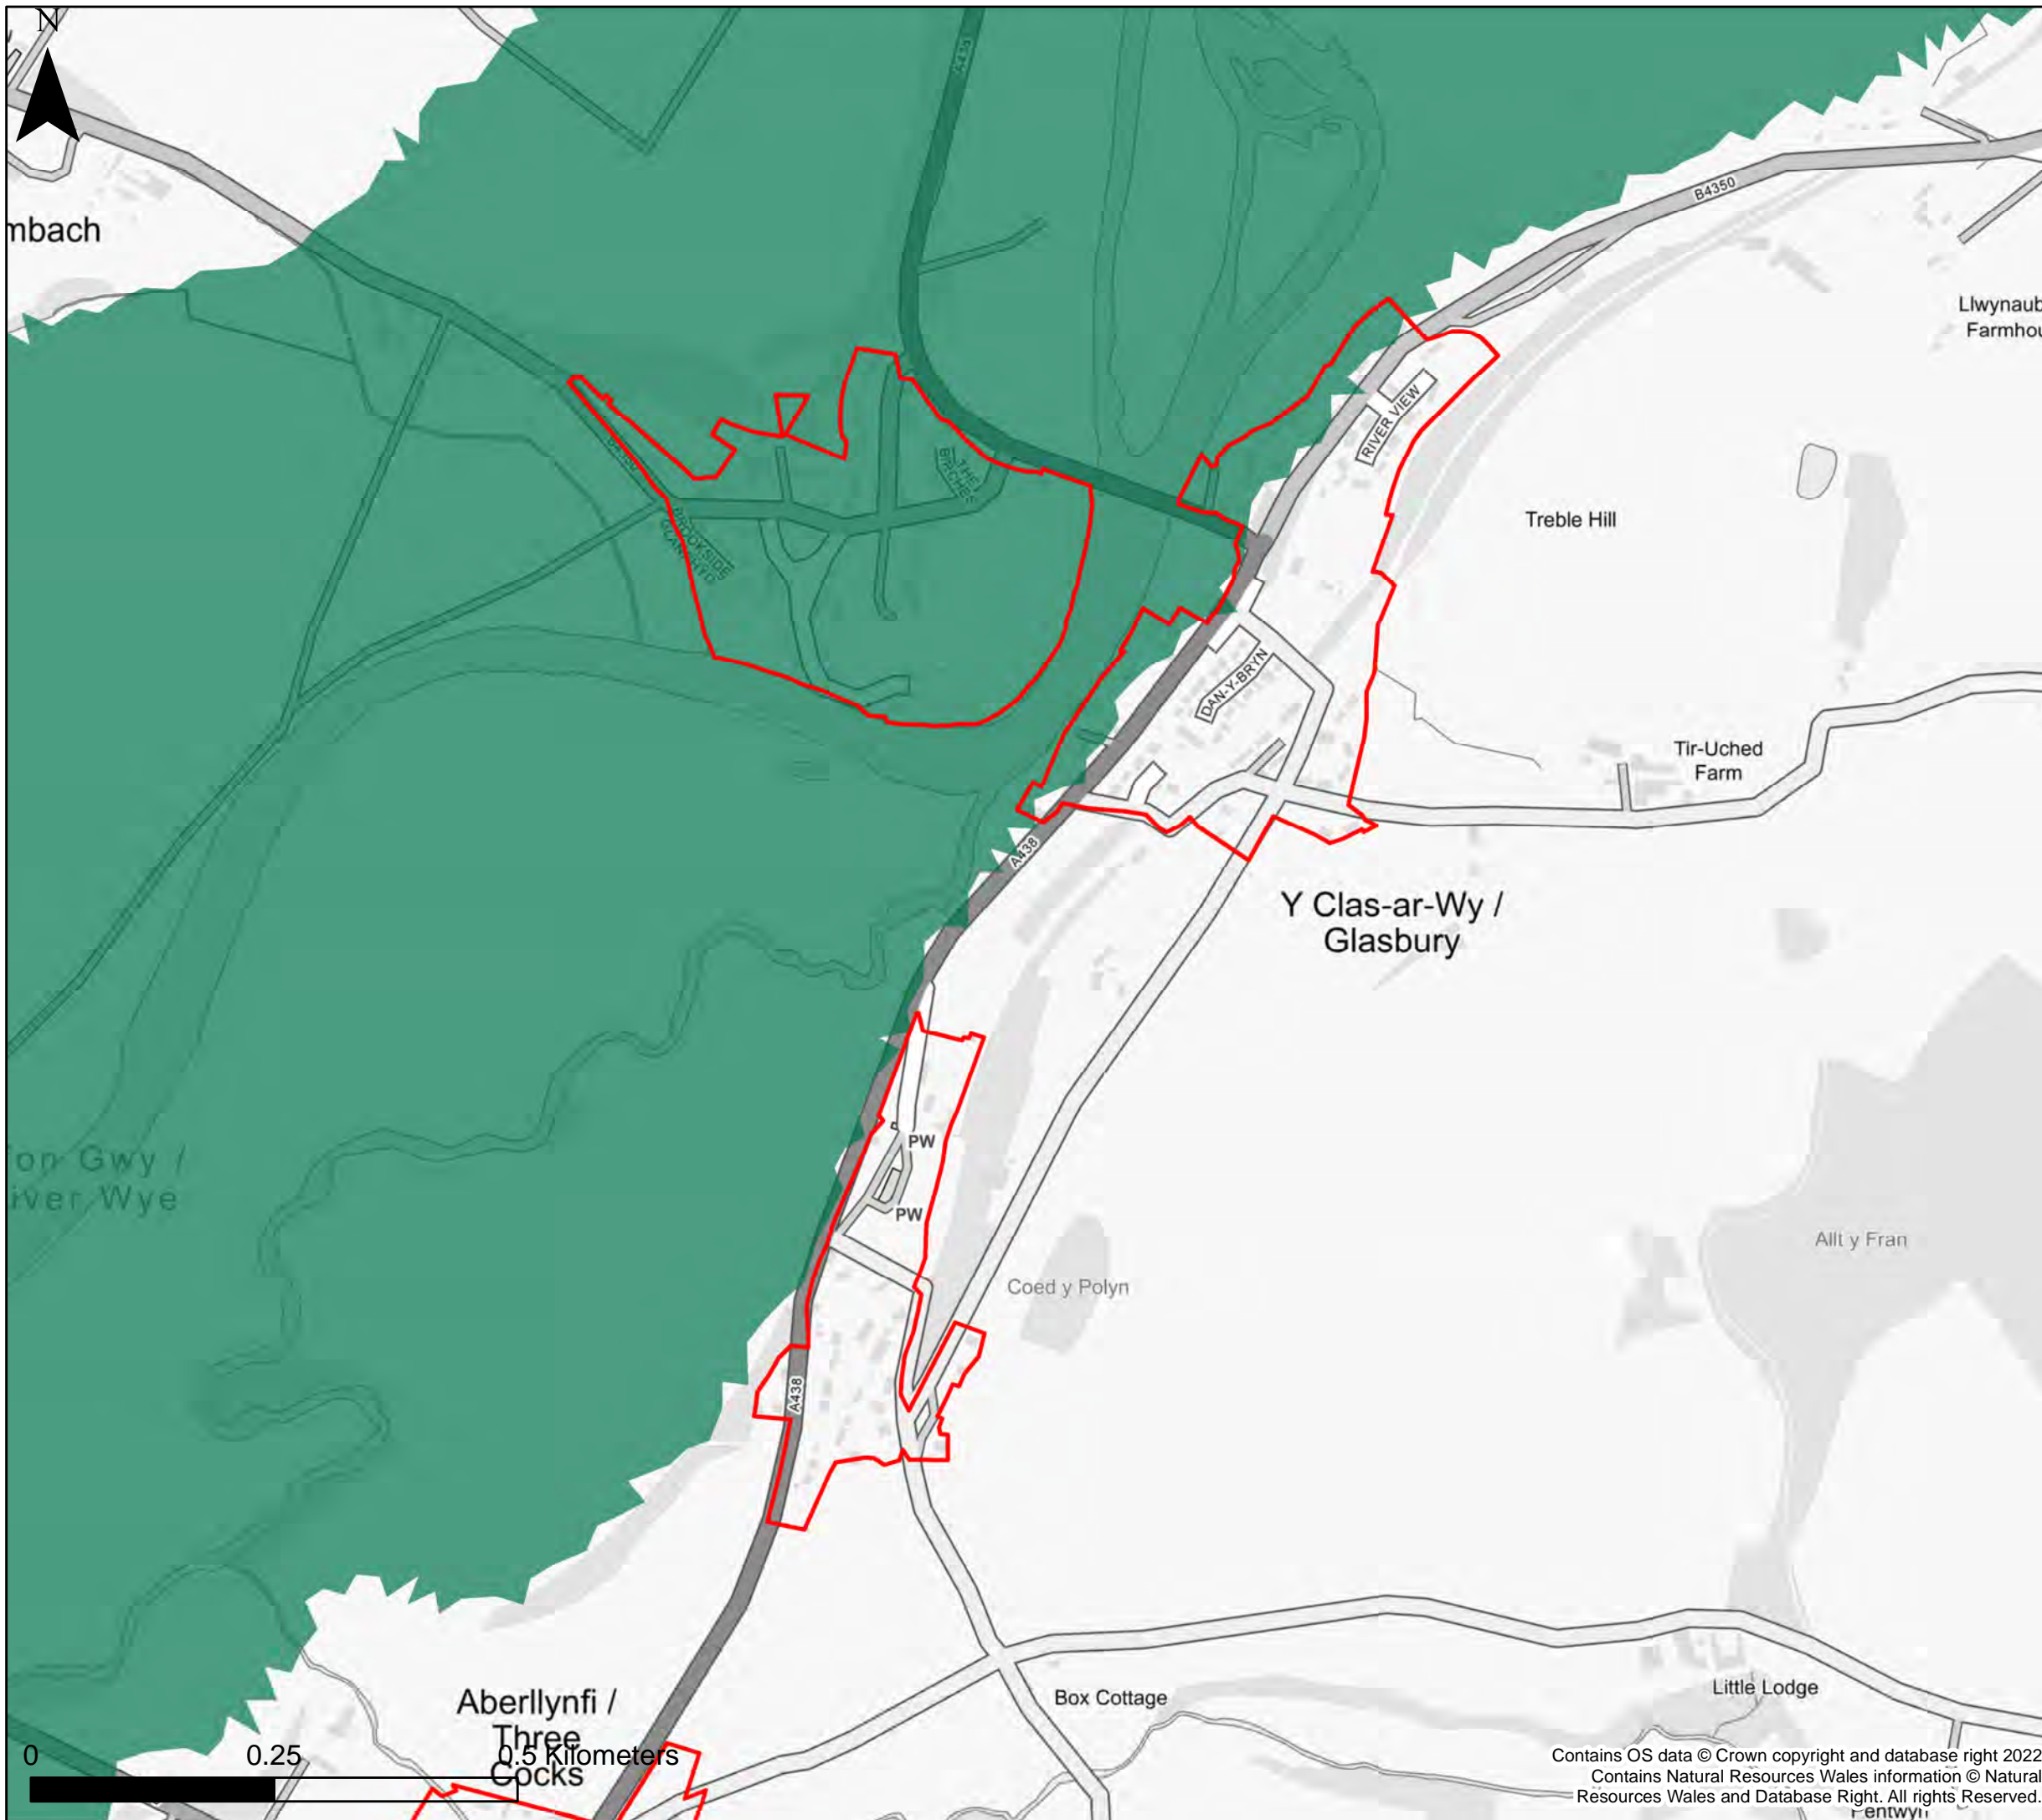 N
A438
mbach
B4350
Llwynaub
Farmhou
RIVER VIEW
B4350
THE
BIRCHES
BROOKSIDE
GLANRHYD
Treble Hill
DAN-Y-BRYN
Tir-Uched
Farm
A438
Y Clas-ar-Wy /
Glasbury
PW
on Gwy /
iver Wye
PW
Allt y Fran
Coed y Polyn
A438
Aberllynfi /
Three
Cocks
Box Cottage
Little Lodge
0
0.25
0.5 Kilometers
Contains OS data © Crown copyright and database right 2022
Contains Natural Resources Wales information © Natural
Resources Wales and Database Right. All rights Reserved.
Pentwyn